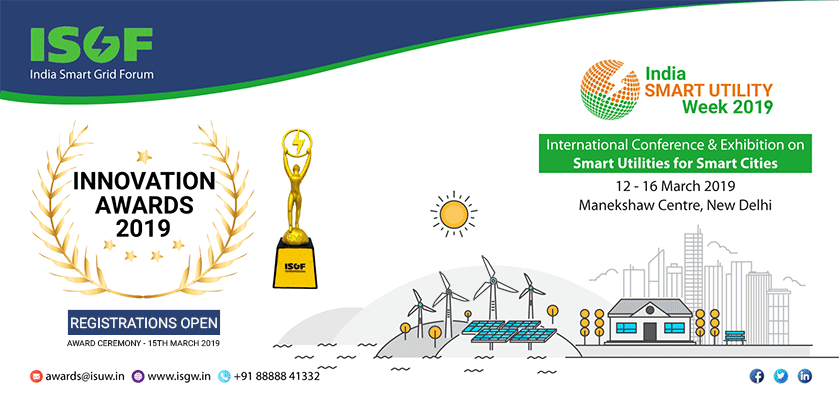 ISGF
India Smart Grid Forum
India
SMART UTILITY
Week 2019
International Conference & Exhibition on
Smart Utilities for Smart Cities
12 - 16 March 2019
Manekshaw Centre, New Delhi
INNOVATION
AWARDS
2019
ISGF
REGISTRATIONS OPEN
AWARD CEREMONY - 15TH MARCH 2019
awards@isuw.in www.isgw.in +91 88888 41332